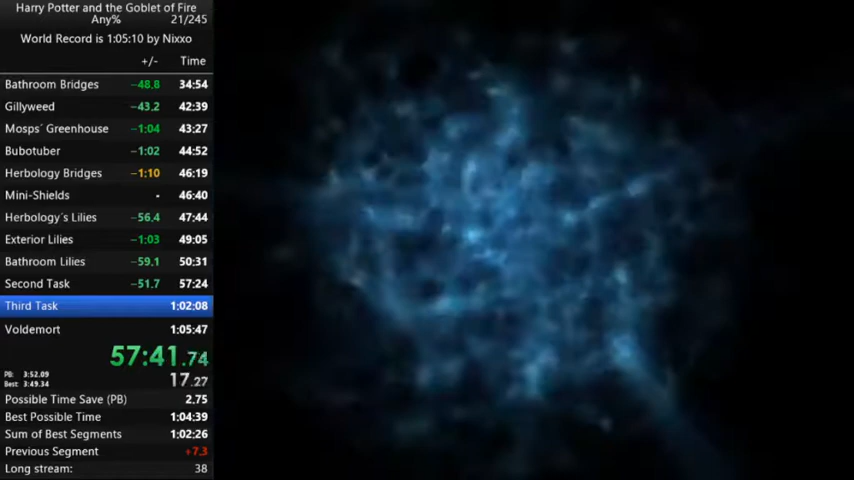 Harry Potter and the Goblet of Fire
Any% 21/245
World Record is 1:05:10 by Nixxo
+/- Time
Bathroom Bridges −48.8 34:54
Gillyweed −43.2 42:39
Mosps´ Greenhouse −1:04 43:27
Bubotuber −1:02 44:52
Herbology Bridges −1:10 46:19
Mini-Shields - 46:40
Herbology´s Lilies −56.4 47:44
Exterior Lilies −1:03 49:05
Bathroom Lilies −59.1 50:31
Second Task −51.7 57:24
Third Task 1:02:08
Voldemort 1:05:47
57:41.74
PB: 3:52.09
Best: 3:49.34
17.27
Possible Time Save (PB) 2.75
Best Possible Time 1:04:39
Sum of Best Segments 1:02:26
Previous Segment +7.3
Long stream: 38